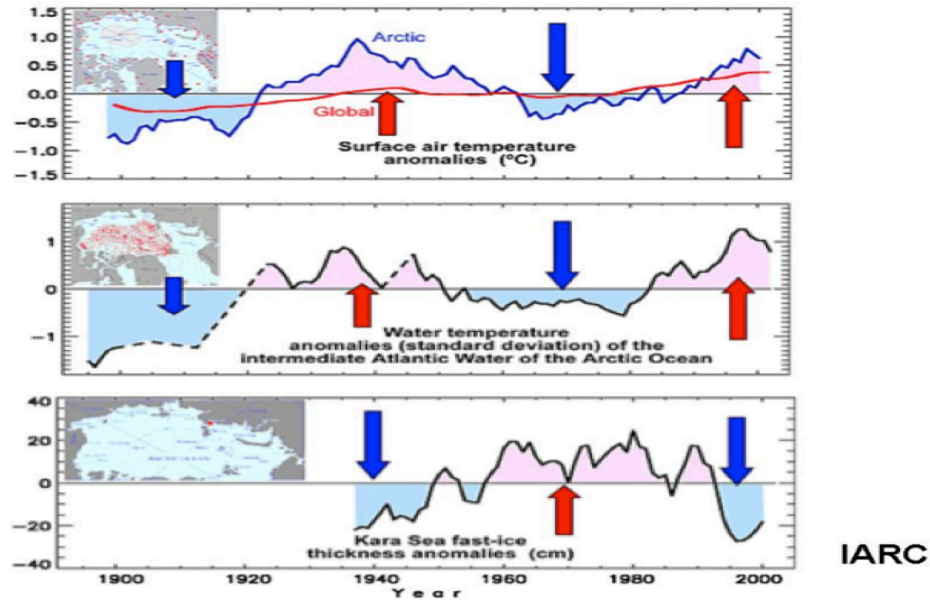 1.5
1.0
0.5
0.0
-0.5
-1.0
-1.5
Arctic
Global
Surface air temperature
anomalies (ºC)
1
0
-1
Water temperature
anomalies (standard deviation) of the
intermediate Atlantic Water of the Arctic Ocean
40
20
0
-20
-40
Kara Sea fast-ice
thickness anomalies (cm)
1900 1920 1940 1960 1980 2000
Year
IARC